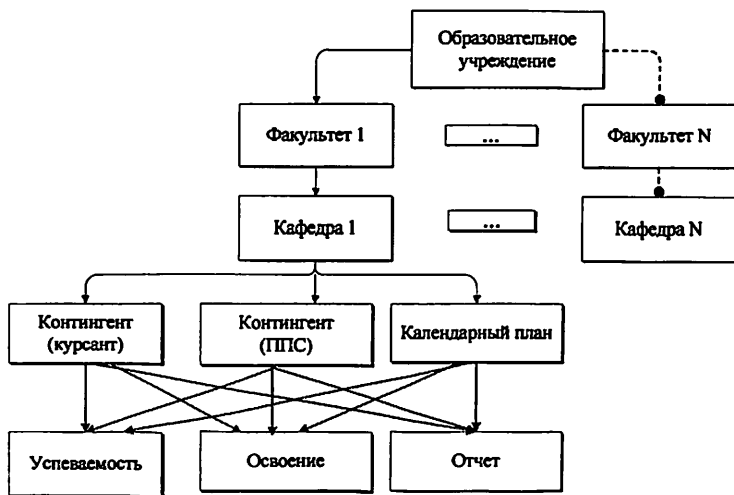 Образовательное
учреждение
Факультет 1
...
Факультет N
Кафедра 1
...
Кафедра N
Контингент
(курсант)
Контингент
(ППС)
Календарный план
Успеваемость
Освоение
Отчет